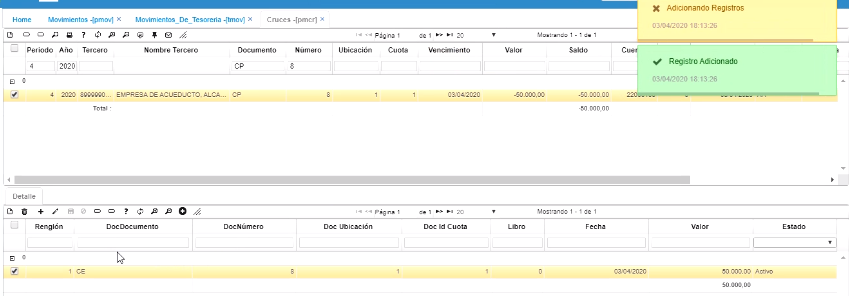 Home Movimientos -[pmov] × Movimientos_De_Tesoreria -[tmov] × Cruces -[pmcr] ×
Adicionando Registros
03/04/2020 18:13:26
Página 1 de 1 20 Mostrando 1 - 1 de 1
Periodo Año Tercero Nombre Tercero Documento Número Ubicación Cuota Vencimiento Valor Saldo
4 2020 CP 8
Registro Adicionado
03/04/2020 18:13:26
0
4 2020 8999990... EMPRESA DE ACUEDUCTO, ALCA... CP 8 1 1 03/04/2020 -50.000,00 -50.000,00
Total : -50.000,00
Detalle
Página 1 de 1 20 Mostrando 1 - 1 de 1
Renglón DocDocumento DocNúmero Doc Ubicación Doc Id Cuota Libro Fecha Valor Estado
0
1 CE 8 1 1 0 03/04/2020 50.000,00 Activo
50.000,00